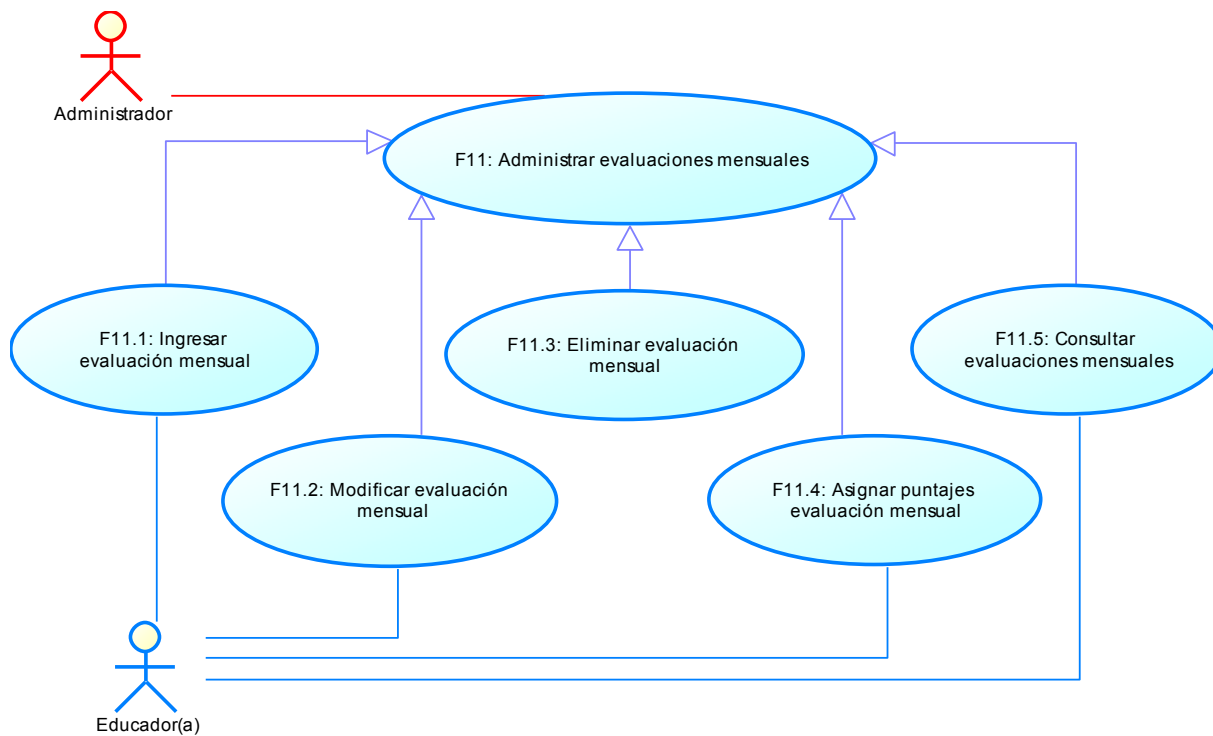 Administrador
F11: Administrar evaluaciones mensuales
F11.1: Ingresar
evaluación mensual
F11.3: Eliminar evaluación
mensual
F11.5: Consultar
evaluaciones mensuales
F11.2: Modificar evaluación
mensual
F11.4: Asignar puntajes
evaluación mensual
Educador(a)